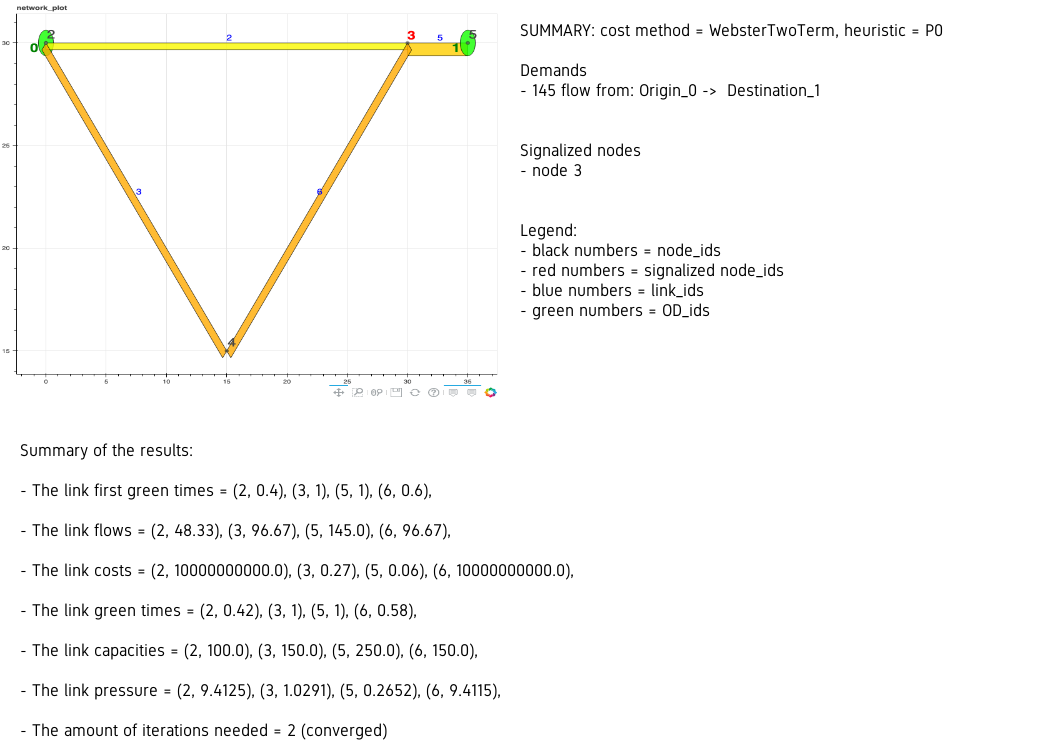 network_plot
SUMMARY: cost method = WebsterTwoTerm, heuristic = P0
Demands
- 145 flow from: Origin_0 -> Destination_1
Signalized nodes
- node 3
Legend:
- black numbers = node_ids
- red numbers = signalized node_ids
- blue numbers = link_ids
- green numbers = OD_ids
30
25
20
15
0
5
10
15
20
25
30
35
2
0
2
3
5
1
5
3
6
4
Summary of the results:
- The link first green times = (2, 0.4), (3, 1), (5, 1), (6, 0.6),
- The link flows = (2, 48.33), (3, 96.67), (5, 145.0), (6, 96.67),
- The link costs = (2, 10000000000.0), (3, 0.27), (5, 0.06), (6, 10000000000.0),
- The link green times = (2, 0.42), (3, 1), (5, 1), (6, 0.58),
- The link capacities = (2, 100.0), (3, 150.0), (5, 250.0), (6, 150.0),
- The link pressure = (2, 9.4125), (3, 1.0291), (5, 0.2652), (6, 9.4115),
- The amount of iterations needed = 2 (converged)